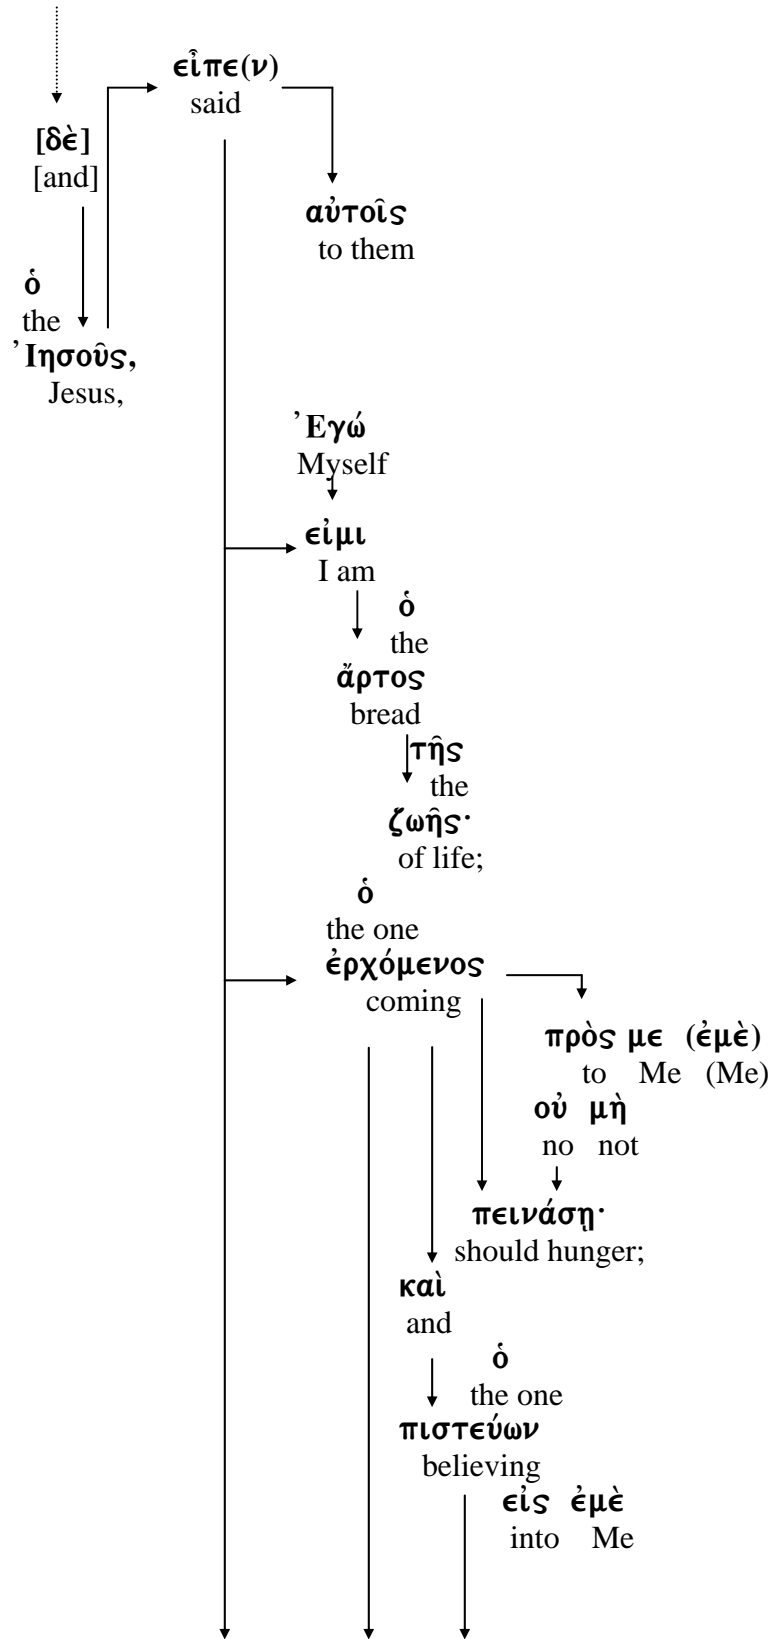 εἶπε(ν)
said
[δὲ]
[and]
αὐτοῖς
to them
ὁ
the
Ἰησοῦς,
Jesus,
Ἐγώ
Myself
εἰμι
I am
ὁ
the
ἄρτος
bread
τῆς
the
ζωῆς·
of life;
ὁ
the one
ἐρχόμενος
coming
πρὸς με (ἐμὲ)
to Me (Me)
οὐ μὴ
no not
πεινάσῃ·
should hunger;
καὶ
and
ὁ
the one
πιστεύων
believing
εἰς ἐμὲ
into Me